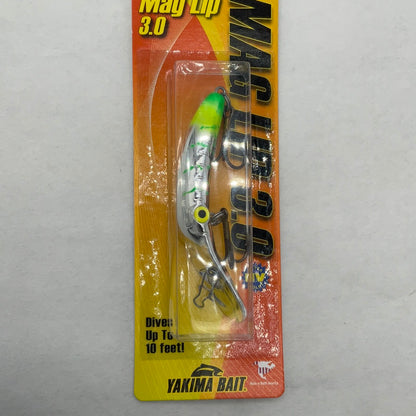 Mag Lip
3.0
MAG LIP 3.0
Dives
Up To
10 feet!
YAKIMA BAIT